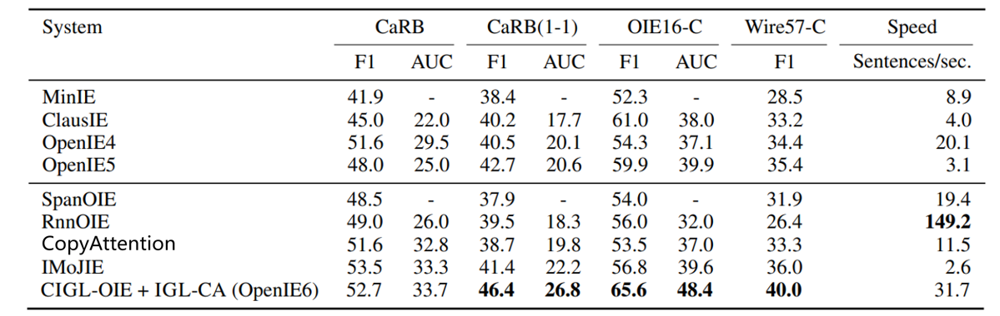 System CaRB CaRB(1-1) OIE16-C Wire57-C Speed
F1 AUC F1 AUC F1 AUC F1 Sentences/sec.
MinIE 41.9 - 38.4 - 52.3 - 28.5 8.9
ClausIE 45.0 22.0 40.2 17.7 61.0 38.0 33.2 4.0
OpenIE4 51.6 29.5 40.5 20.1 54.3 37.1 34.4 20.1
OpenIE5 48.0 25.0 42.7 20.6 59.9 39.9 35.4 3.1
SpanOIE 48.5 - 37.9 - 54.0 - 31.9 19.4
RnnOIE 49.0 26.0 39.5 18.3 56.0 32.0 26.4 149.2
CopyAttention 51.6 32.8 38.7 19.8 53.5 37.0 33.3 11.5
IMoJIE 53.5 33.3 41.4 22.2 56.8 39.6 36.0 2.6
CIGL-OIE + IGL-CA (OpenIE6) 52.7 33.7 46.4 26.8 65.6 48.4 40.0 31.7